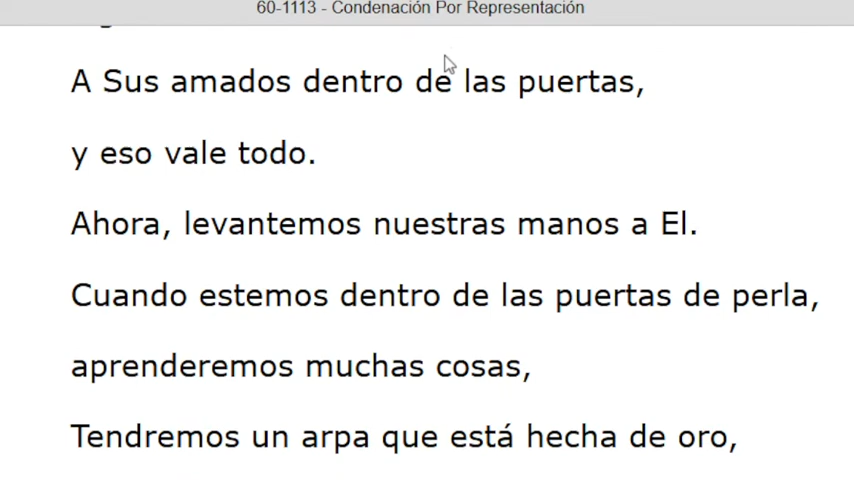 60-1113 - Condenación Por Representación
A Sus amados dentro de las puertas,
y eso vale todo.
Ahora, levantemos nuestras manos a El.
Cuando estemos dentro de las puertas de perla,
aprenderemos muchas cosas,
Tendremos un arpa que está hecha de oro,